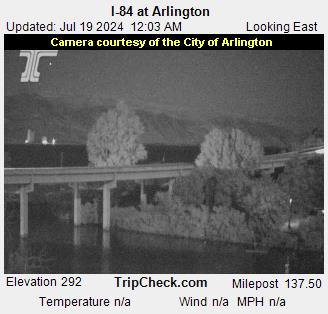 I-84 at Arlington
Updated: Jul 19 2024 12:03 AM Looking East
Camera courtesy of the City of Arlington
Elevation 292 TripCheck.com Milepost 137.50
Temperature n/a Wind n/a MPH n/a